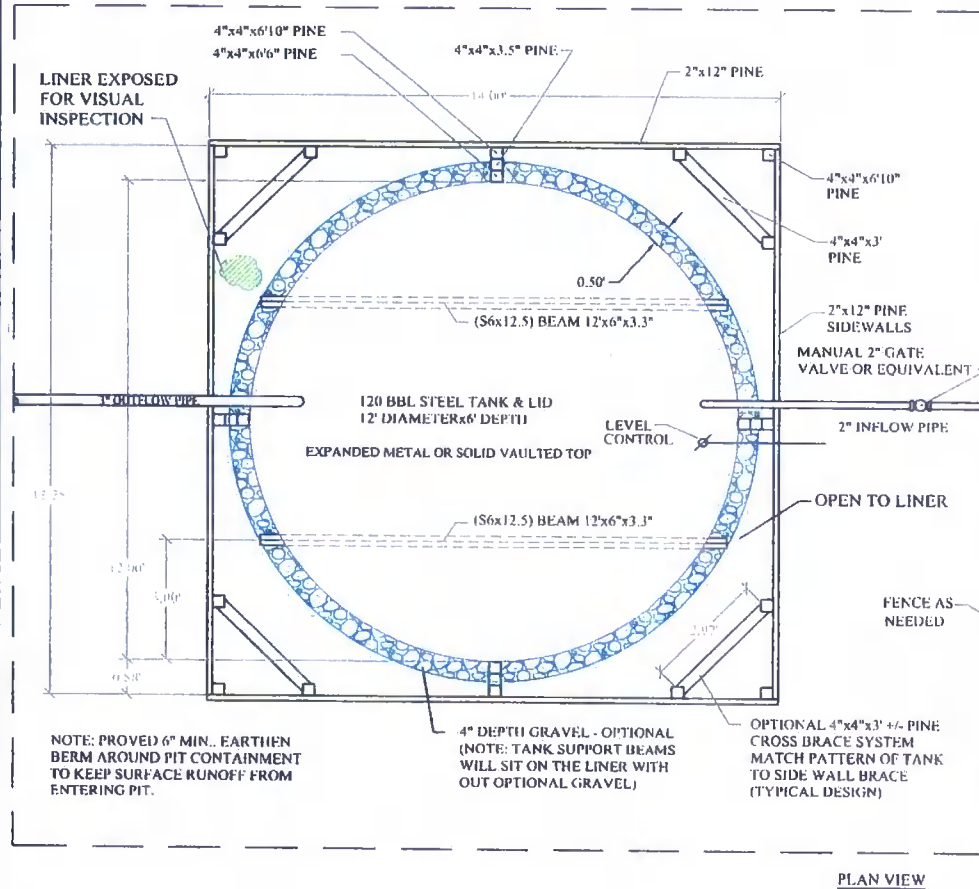 4"x4"x6'10" PINE
4"x4"x6'6" PINE
4"x4"x3.5" PINE
2"x12" PINE
LINER EXPOSED
FOR VISUAL
INSPECTION
14.00'
4"x4"x6'10"
PINE
4"x4"x3'
PINE
0.50'
(S6x12.5) BEAM 12'x6"x3.3"
2"x12" PINE
SIDEWALLS
MANUAL 2" GATE
VALVE OR EQUIVALENT
OUTFLOW PIPE
120 BBL STEEL TANK & LID
12' DIAMETERx6' DEPTH
LEVEL
CONTROL
2" INFLOW PIPE
EXPANDED METAL OR SOLID VAULTED TOP
OPEN TO LINER
(S6x12.5) BEAM 12'x6"x3.3"
12.00'
3.00'
FENCE AS
NEEDED
NOTE: PROVED 6" MIN.. EARTHEN
BERM AROUND PIT CONTAINMENT
TO KEEP SURFACE RUNOFF FROM
ENTERING PIT.
4" DEPTH GRAVEL - OPTIONAL
(NOTE: TANK SUPPORT BEAMS
WILL SIT ON THE LINER WITH
OUT OPTIONAL GRAVEL)
OPTIONAL 4"x4"x3' +/- PINE
CROSS BRACE SYSTEM
MATCH PATTERN OF TANK
TO SIDE WALL BRACE
(TYPICAL DESIGN)
PLAN VIEW